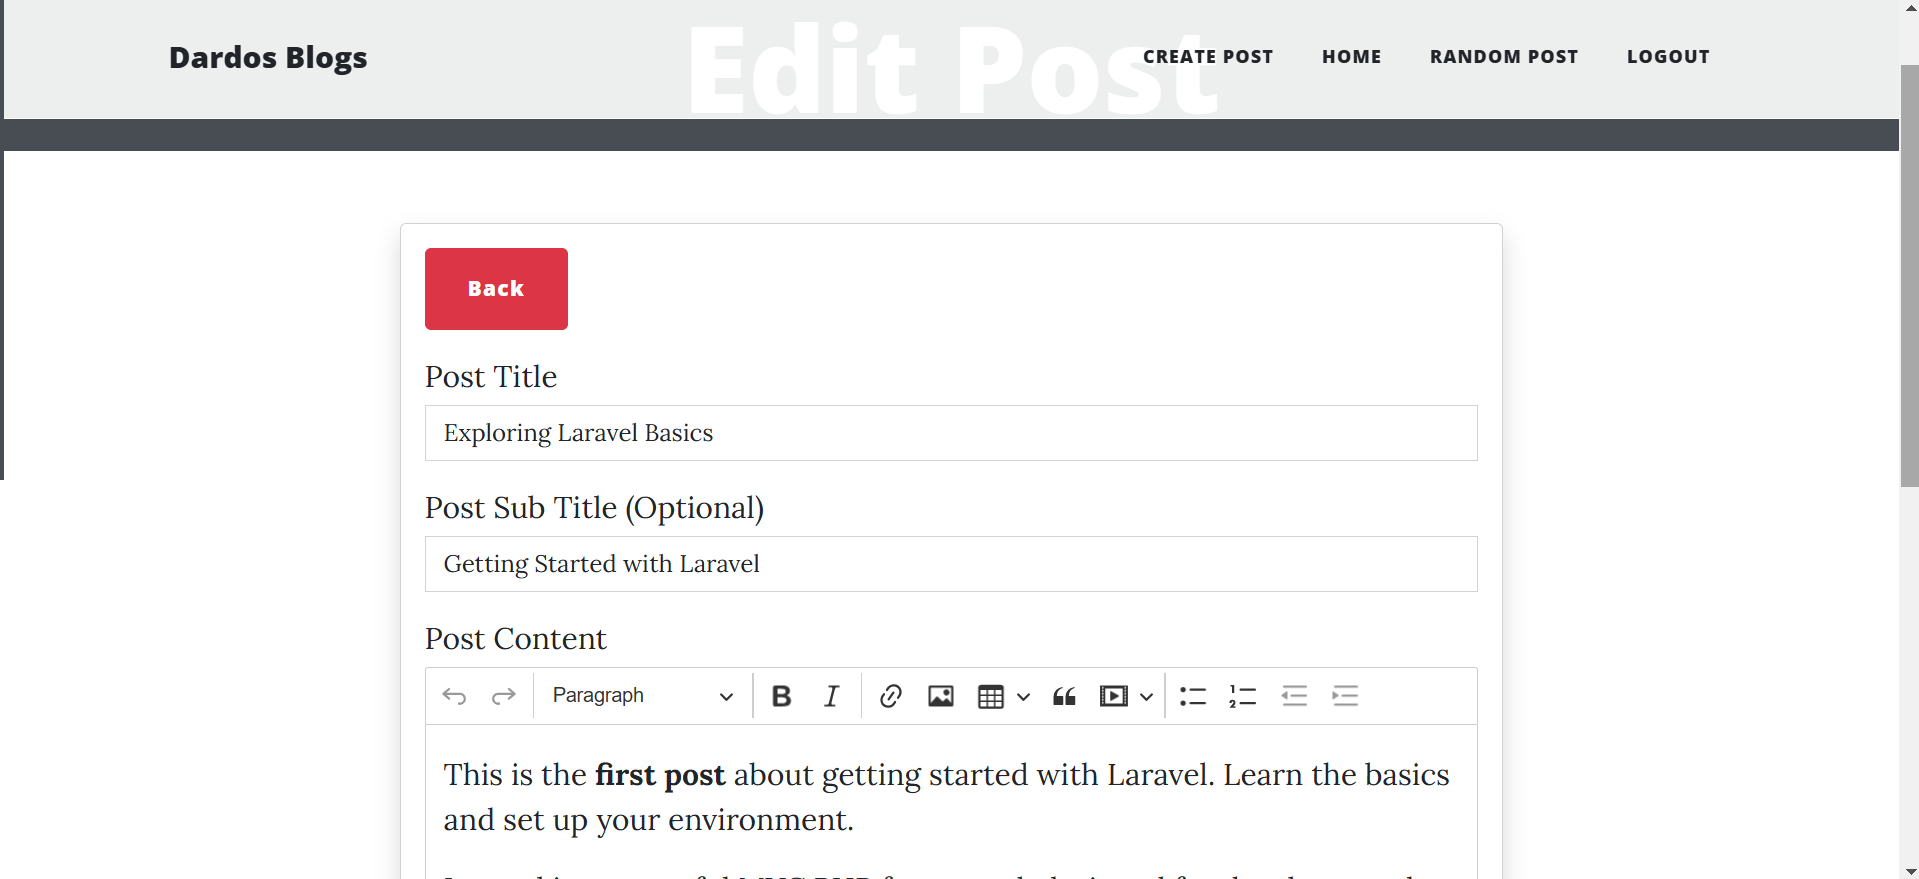 Edit Post
Dardos Blogs CREATE POST HOME RANDOM POST LOGOUT
Back
Post Title
Exploring Laravel Basics
Post Sub Title (Optional)
Getting Started with Laravel
Post Content
Paragraph
This is the first post about getting started with Laravel. Learn the basics
and set up your environment.